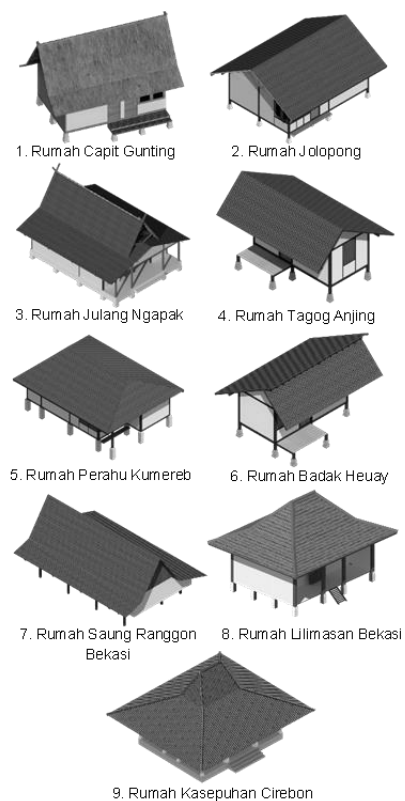 1. Rumah Capit Gunting
2. Rumah Jolopong
3. Rumah Julang Ngapak
4. Rumah Tagog Anjing
5. Rumah Perahu Kumereb
6. Rumah Badak Heuay
7. Rumah Saung Ranggon
Bekasi
8. Rumah Lilimasan Bekasi
9. Rumah Kasepuhan Cirebon